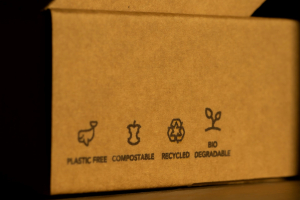 PLASTIC FREE COMPOSTABLE RECYCLED BIO
DEGRADABLE